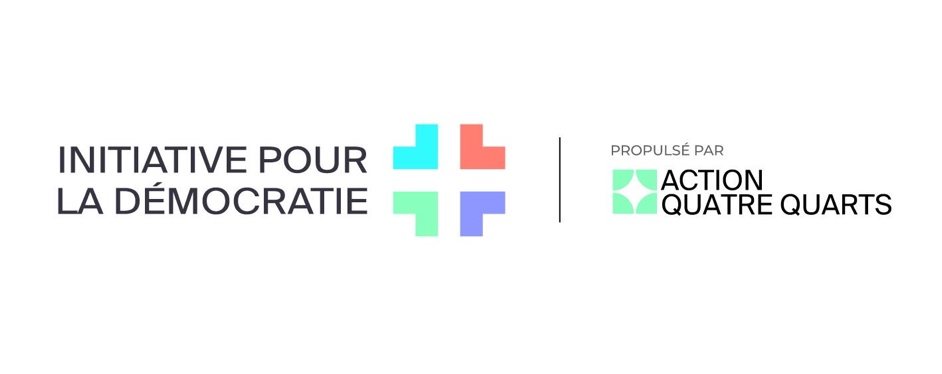 INITIATIVE POUR
LA DÉMOCRATIE
PROPULSÉ PAR
ACTION
QUATRE QUARTS